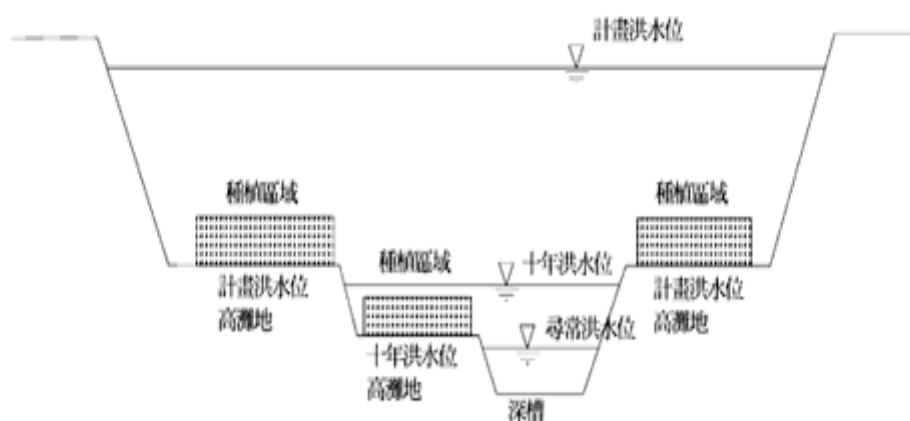 計畫洪水位
種植區域
種植區域
種植區域
十年洪水位
計畫洪水位
高灘地
計畫洪水位
高灘地
尋常洪水位
十年洪水位
高灘地
深槽